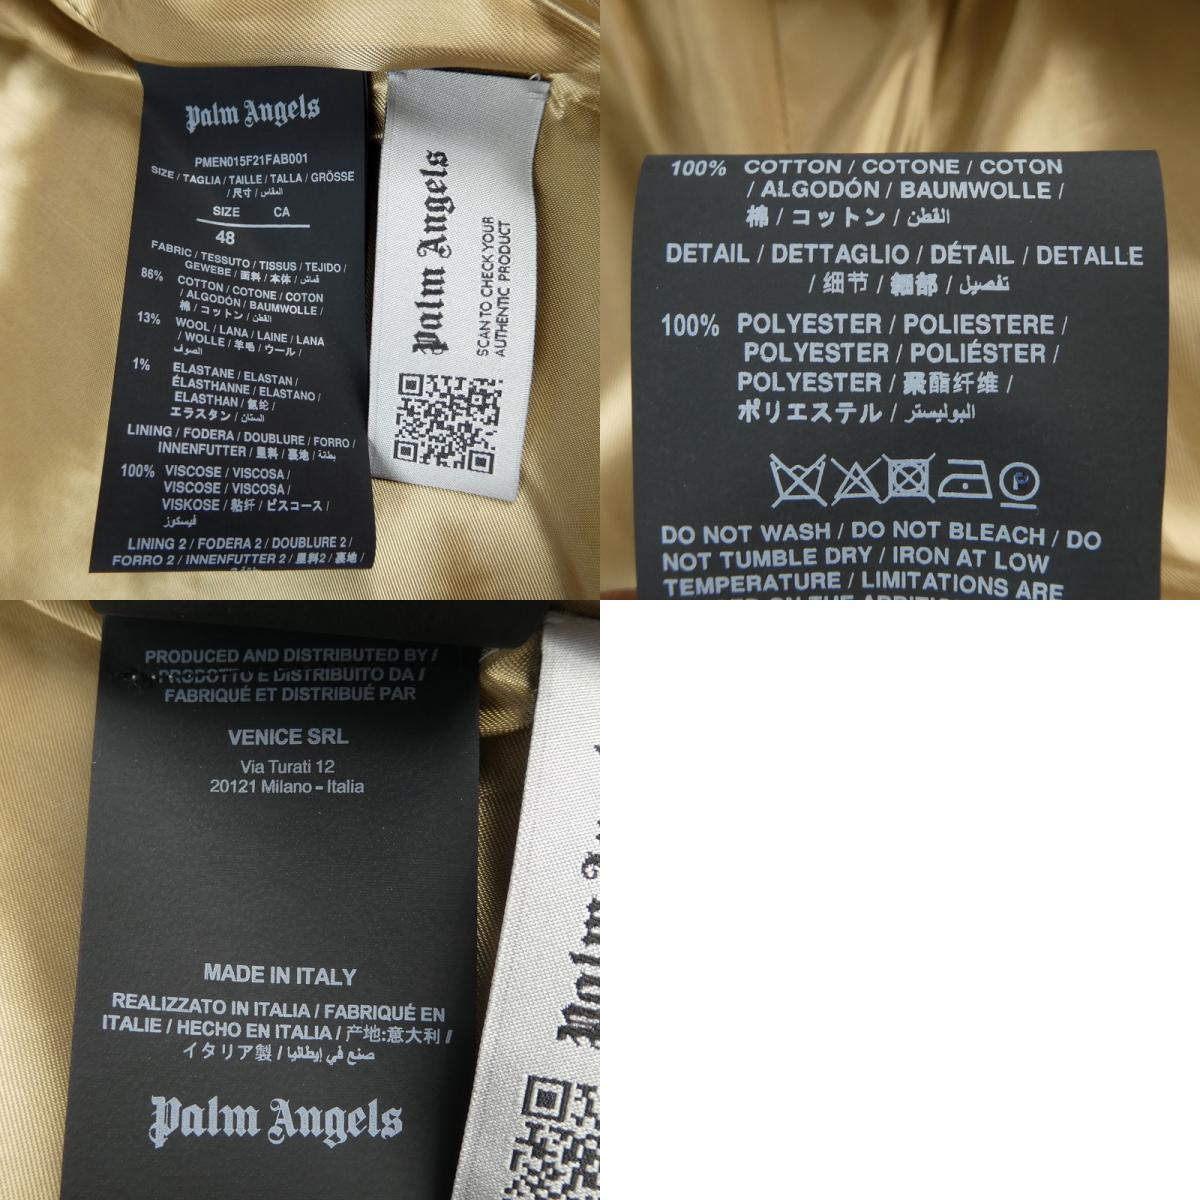 Palm Angels
PMEN015F21FAB001
SIZE / TAGLIA / TAILLE / TALLA / GRÖSSE
/ 尺寸 / المقاس
SIZE CA
48
FABRIC / TESSUTO / TISSUS / TEJIDO /
GEWEBE / 面料 / 本体 / قماش
86% COTTON / COTONE / COTON
/ ALGODÓN / BAUMWOLLE /
棉 / コットン / القطن
13% WOOL / LANA / LAINE / LANA
/ WOLLE / 羊毛 / ウール /
الصوف
1% ELASTANE / ELASTAN /
ÉLASTHANNE / ELASTANO /
ELASTHAN / 氨纶 /
エラスタン / الستان
LINING / FODERA / DOUBLURE / FORRO /
INNENFUTTER / 里料 / 裏地 / بطانة
100% VISCOSE / VISCOSA /
VISCOSE / VISCOSA /
VISKOSE / 粘纤 / ビスコース /
فيسكوز
LINING 2 / FODERA 2 / DOUBLURE 2 /
FORRO 2 / INNENFUTTER 2 / 里料2 / 裏地 /
Palm Angels
SCAN TO CHECK YOUR
AUTHENTIC PRODUCT
100% COTTON / COTONE / COTON
/ ALGODÓN / BAUMWOLLE /
棉 / コットン / القطن
DETAIL / DETTAGLIO / DÉTAIL / DETALLE
/ 细节 / 細部 / تفصيل
100% POLYESTER / POLIESTERE /
POLYESTER / POLIÉSTER /
POLYESTER / 聚酯纤维 /
ポリエステル / البوليستر
P
DO NOT WASH / DO NOT BLEACH / DO
NOT TUMBLE DRY / IRON AT LOW
TEMPERATURE / LIMITATIONS ARE
PRODUCED AND DISTRIBUTED BY /
PRODOTTO E DISTRIBUITO DA /
FABRIQUÉ ET DISTRIBUÉ PAR
VENICE SRL
Via Turati 12
20121 Milano - Italia
MADE IN ITALY
REALIZZATO IN ITALIA / FABRIQUÉ EN
ITALIE / HECHO EN ITALIA / 产地:意大利 /
イタリア製 / صنع في إيطاليا
Palm Angels
Palm